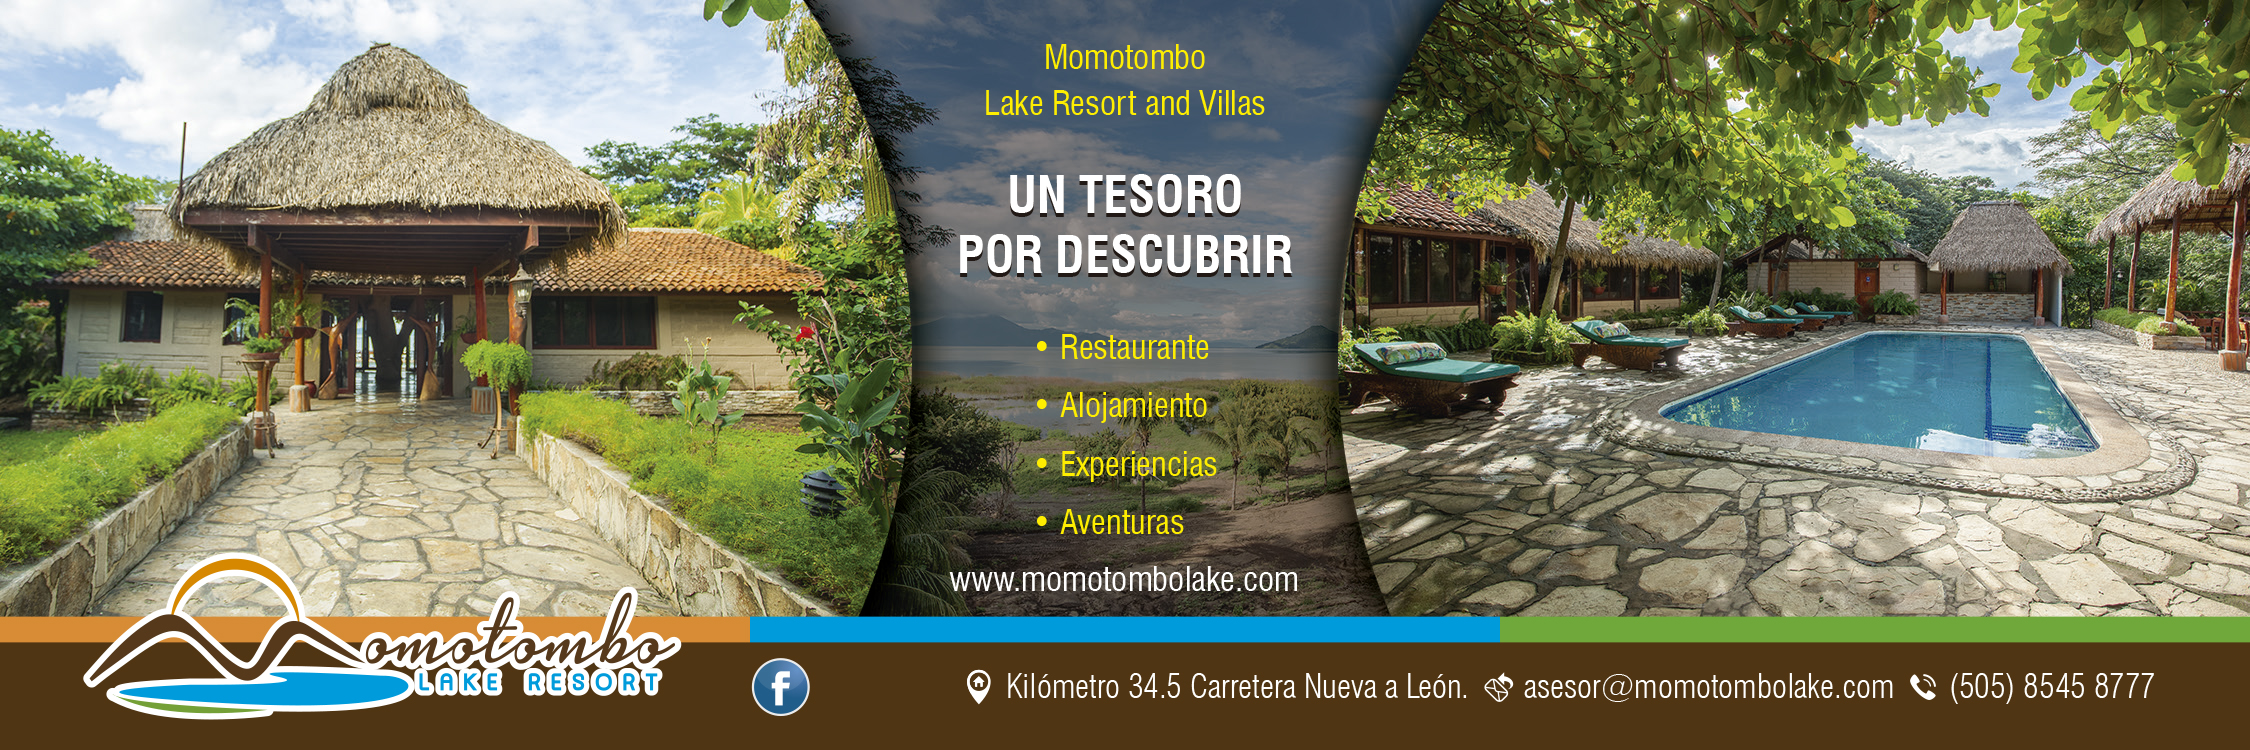 Momotombo
Lake Resort and Villas
UN TESORO
POR DESCUBRIR
• Restaurante
• Alojamiento
• Experiencias
• Aventuras
www.momotombolake.com
Momotombo
LAKE RESORT
f
Kilómetro 34.5 Carretera Nueva a León.
asesor@momotombolake.com
(505) 8545 8777